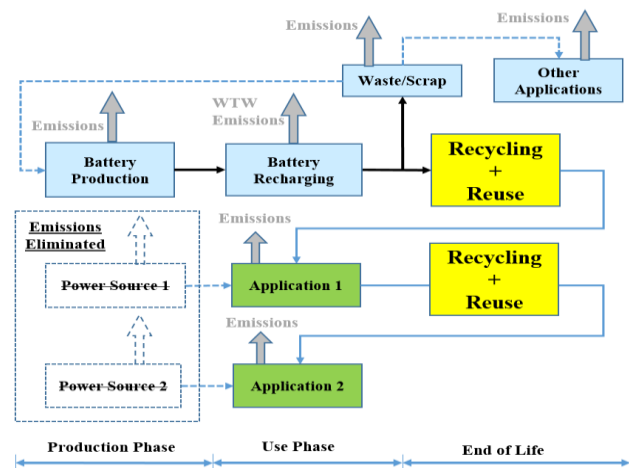 Emissions
Emissions
Waste/Scrap
Other
Applications
Emissions
WTW
Emissions
Battery
Production
Battery
Recharging
Recycling
+
Reuse
Emissions
Eliminated
Emissions
Power Source 1
Application 1
Recycling
+
Reuse
Emissions
Power Source 2
Application 2
Production Phase
Use Phase
End of Life